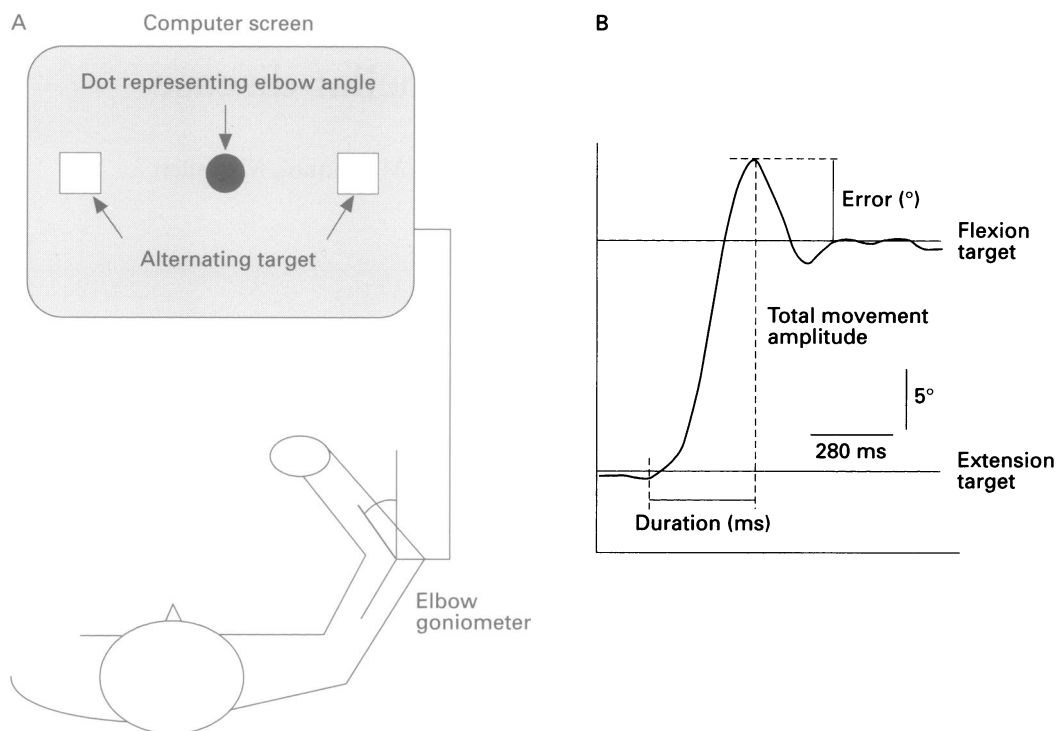 A
Computer screen
Dot representing elbow angle
Alternating target
Elbow
goniometer
B
Error (°)
Flexion
target
Total movement
amplitude
5°
280 ms
Extension
target
Duration (ms)